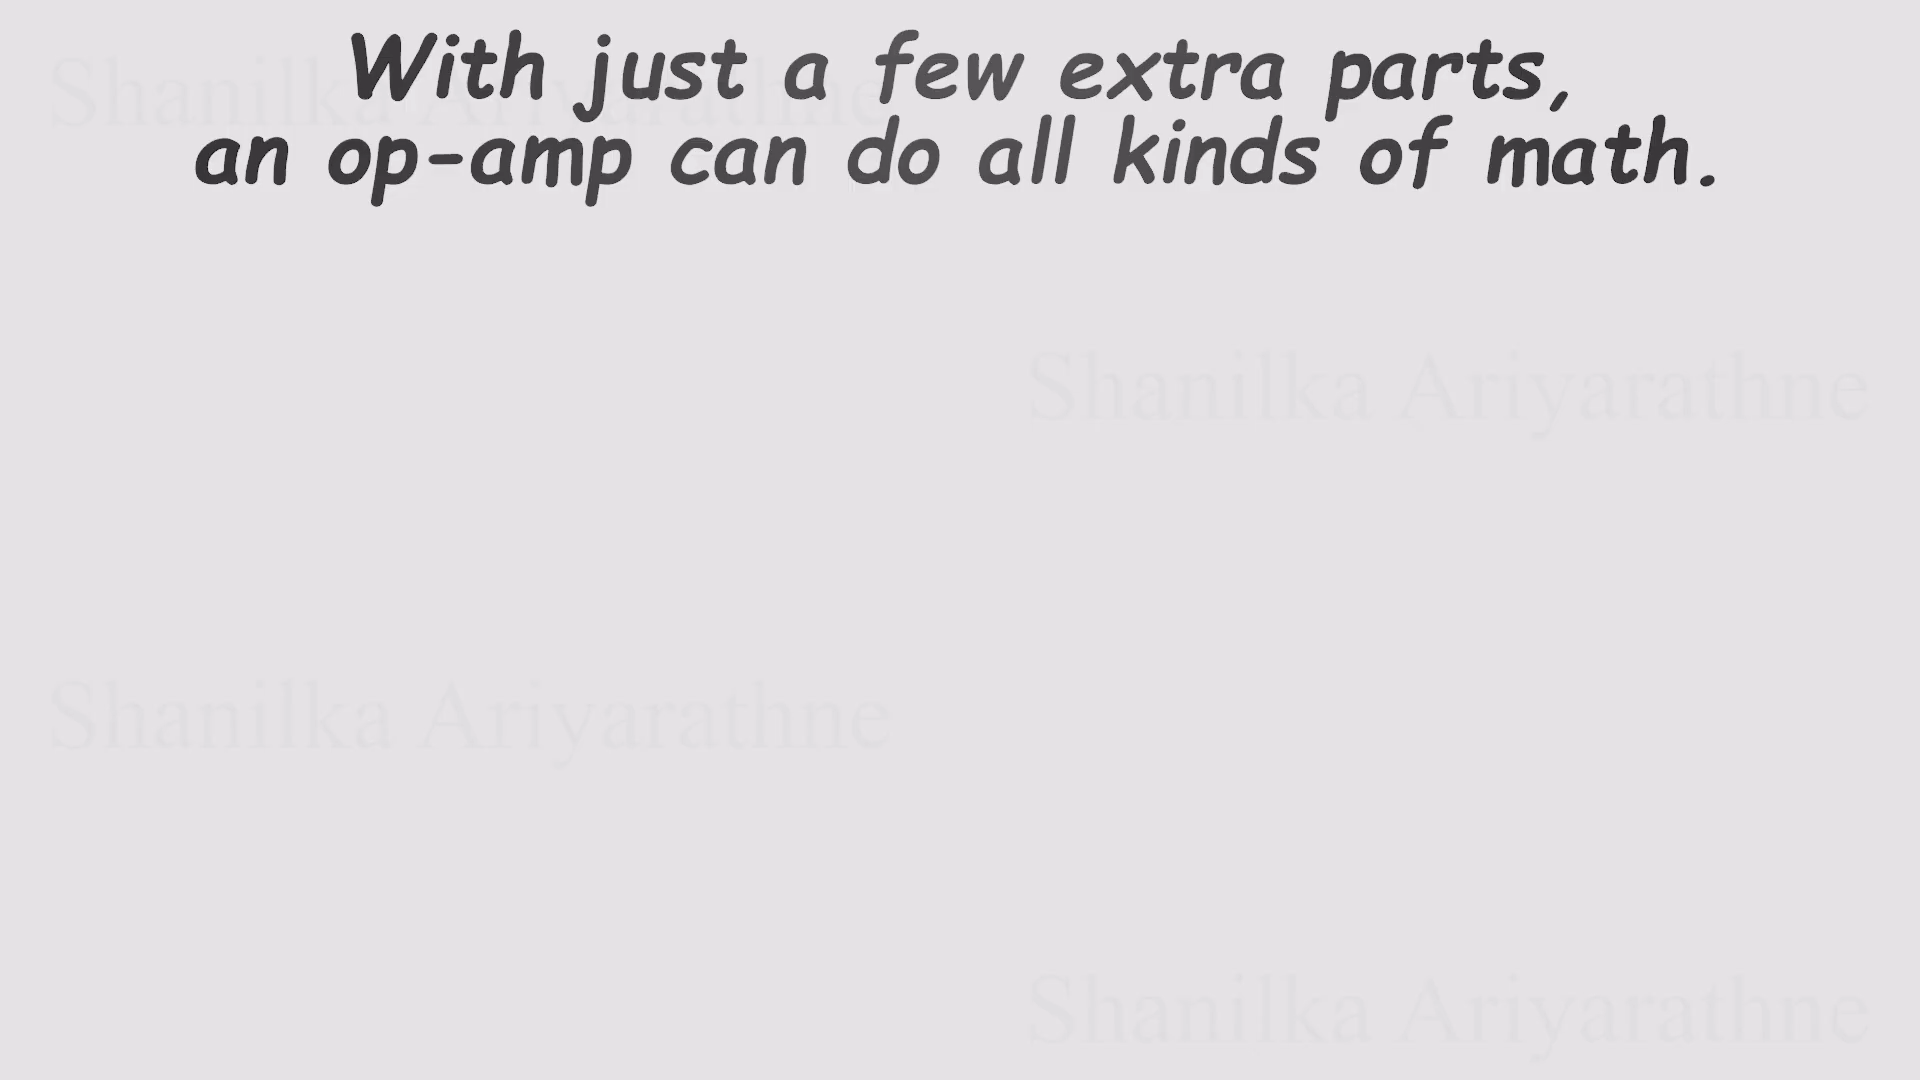 With just a few extra parts,
an op-amp can do all kinds of math.
Shanilka Ariyarathne
Shanilka Ariyarathne
Shanilka Ariyarathne
Shanilka Ariyarathne